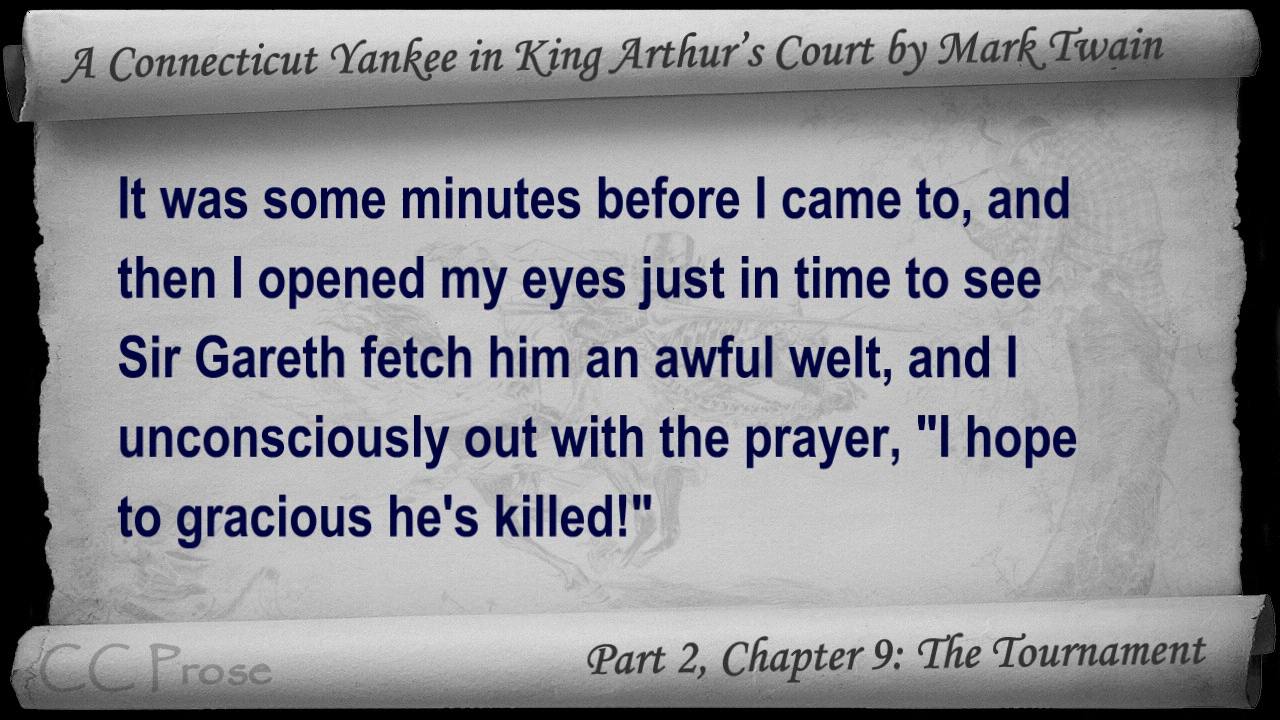 A Connecticut Yankee in King Arthur's Court by Mark Twain
It was some minutes before I came to, and
then I opened my eyes just in time to see
Sir Gareth fetch him an awful welt, and I
unconsciously out with the prayer, "I hope
to gracious he's killed!"
CC Prose
Part 2, Chapter 9: The Tournament